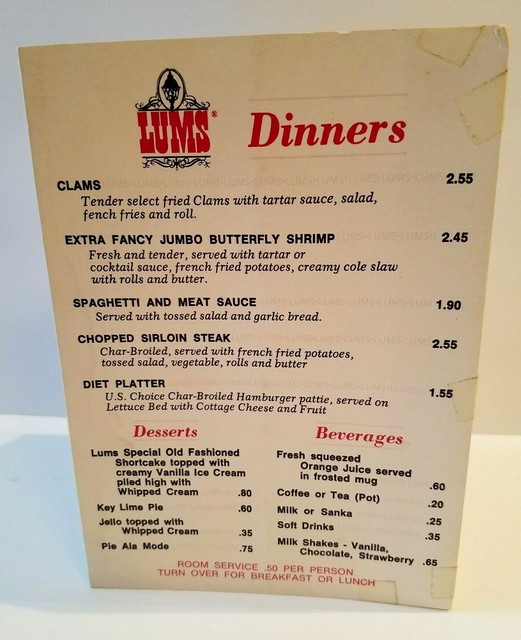 LUMS®
Dinners
CLAMS 2.55
Tender select fried Clams with tartar sauce, salad,
fench fries and roll.
EXTRA FANCY JUMBO BUTTERFLY SHRIMP 2.45
Fresh and tender, served with tartar or
cocktail sauce, french fried potatoes, creamy cole slaw
with rolls and butter.
SPAGHETTI AND MEAT SAUCE 1.90
Served with tossed salad and garlic bread.
CHOPPED SIRLOIN STEAK 2.55
Char-Broiled, served with french fried potatoes,
tossed salad, vegetable, rolls and butter
DIET PLATTER 1.55
U.S. Choice Char-Broiled Hamburger pattie, served on
Lettuce Bed with Cottage Cheese and Fruit
Desserts
Lums Special Old Fashioned
Shortcake topped with
creamy Vanilla Ice Cream
piled high with
Whipped Cream .80
Key Lime Pie .60
Jello topped with
Whipped Cream .35
Pie Ala Mode .75
Beverages
Fresh squeezed
Orange Juice served
in frosted mug .60
Coffee or Tea (Pot) .20
Milk or Sanka .25
Soft Drinks .35
Milk Shakes - Vanilla,
Chocolate, Strawberry .65
ROOM SERVICE .50 PER PERSON
TURN OVER FOR BREAKFAST OR LUNCH